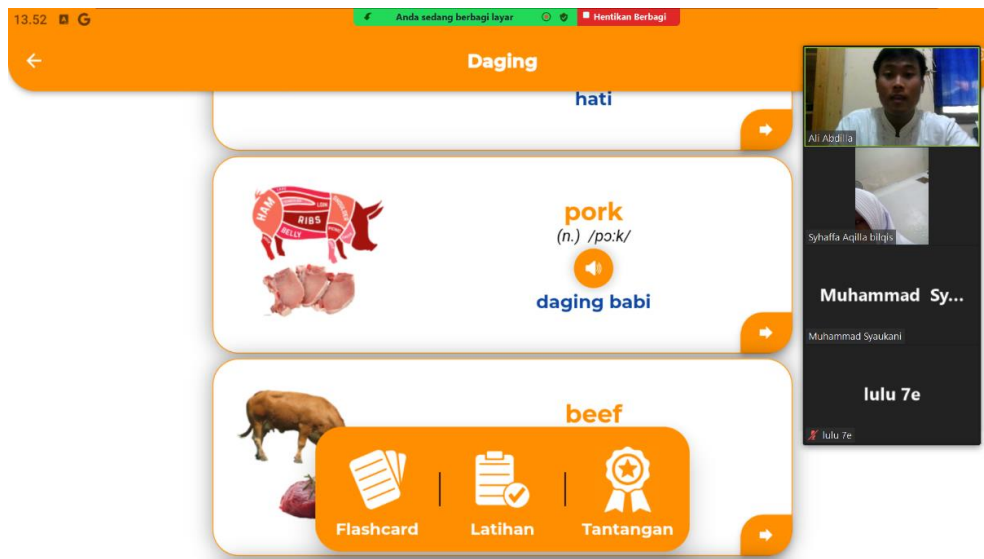 13.52
Anda sedang berbagi layar
Hentikan Berbagi
Daging
hati
HAM
RIBS
BELLY
pork
(n.) /pɔːk/
daging babi
beef
Flashcard
Latihan
Tantangan
Ali Abdilla
Syhaffa Aqilla bilqis
Muhammad Sy...
Muhammad Syaukani
lulu 7e
lulu 7e